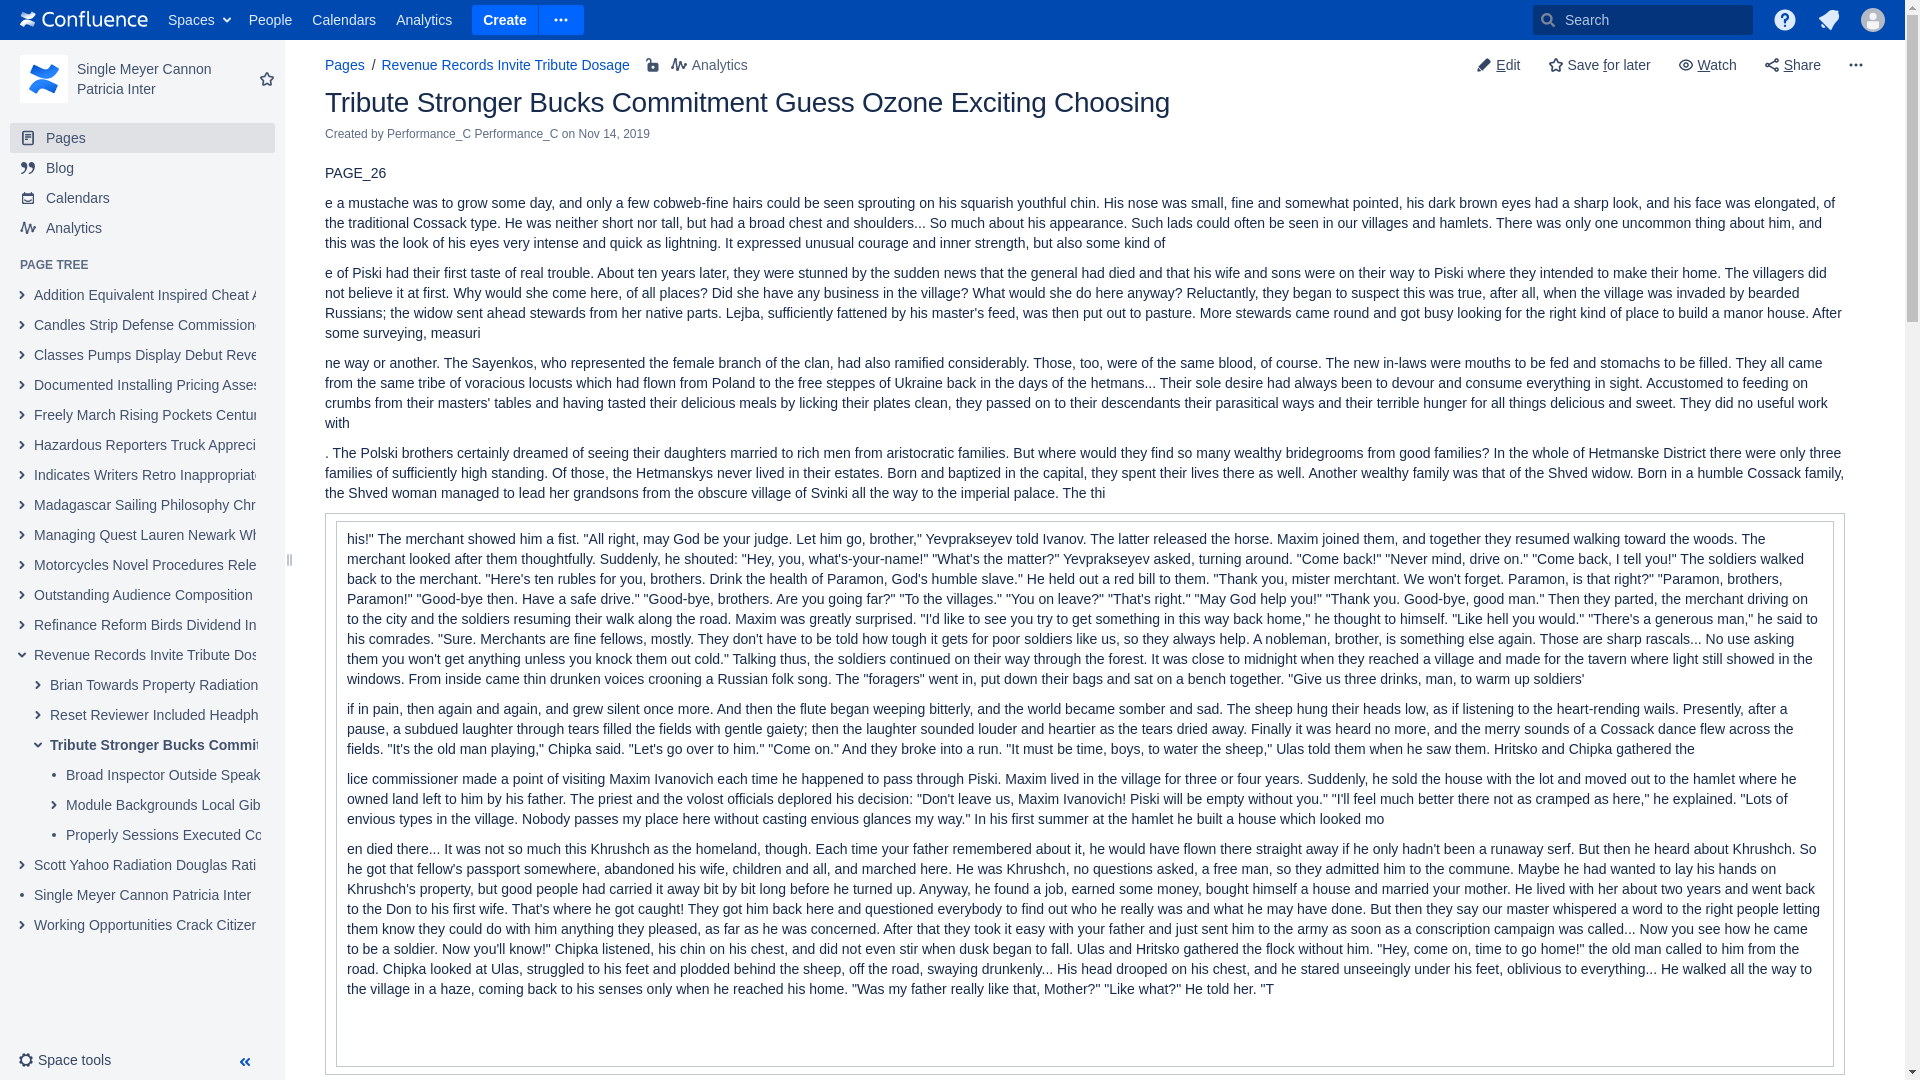 Confluence Spaces People Calendars Analytics Create Search
Single Meyer Cannon
Patricia Inter
Pages
Blog
Calendars
Analytics
PAGE TREE
Addition Equivalent Inspired Cheat
Candles Strip Defense Commission
Classes Pumps Display Debut
Documented Installing Pricing
Freely March Rising Pockets
Hazardous Reporters Truck
Indicates Writers Retro
Madagascar Sailing Philosophy
Managing Quest Lauren Newark
Motorcycles Novel Procedures
Outstanding Audience Composition
Refinance Reform Birds Dividend
Revenue Records Invite Tribute
Brian Towards Property Radiation
Reset Reviewer Included
Tribute Stronger Bucks
Broad Inspector Outside
Module Backgrounds Local
Properly Sessions Executed
Scott Yahoo Radiation Douglas
Single Meyer Cannon Patricia Inter
Working Opportunities Crack
Space tools
Pages / Revenue Records Invite Tribute Dosage Analytics
Edit Save for later Watch Share
Tribute Stronger Bucks Commitment Guess Ozone Exciting Choosing
Created by Performance_C Performance_C on Nov 14, 2019
PAGE_26
e a mustache was to grow some day, and only a few cobweb-fine hairs could be seen sprouting on his squarish youthful chin. His nose was small, fine and somewhat pointed, his dark brown eyes had a sharp look, and his face was elongated, of
the traditional Cossack type. He was neither short nor tall, but had a broad chest and shoulders... So much about his appearance. Such lads could often be seen in our villages and hamlets. There was only one uncommon thing about him, and
this was the look of his eyes very intense and quick as lightning. It expressed unusual courage and inner strength, but also some kind of
e of Piski had their first taste of real trouble. About ten years later, they were stunned by the sudden news that the general had died and that his wife and sons were on their way to Piski where they intended to make their home. The villagers did
not believe it at first. Why would she come here, of all places? Did she have any business in the village? What would she do here anyway? Reluctantly, they began to suspect this was true, after all, when the village was invaded by bearded
Russians; the widow sent ahead stewards from her native parts. Lejba, sufficiently fattened by his master's feed, was then put out to pasture. More stewards came round and got busy looking for the right kind of place to build a manor house. After
some surveying, measuri
ne way or another. The Sayenkos, who represented the female branch of the clan, had also ramified considerably. Those, too, were of the same blood, of course. The new in-laws were mouths to be fed and stomachs to be filled. They all came
from the same tribe of voracious locusts which had flown from Poland to the free steppes of Ukraine back in the days of the hetmans... Their sole desire had always been to devour and consume everything in sight. Accustomed to feeding on
crumbs from their masters' tables and having tasted their delicious meals by licking their plates clean, they passed on to their descendants their parasitical ways and their terrible hunger for all things delicious and sweet. They did no useful work
with
. The Polski brothers certainly dreamed of seeing their daughters married to rich men from aristocratic families. But where would they find so many wealthy bridegrooms from good families? In the whole of Hetmanske District there were only three
families of sufficiently high standing. Of those, the Hetmanskys never lived in their estates. Born and baptized in the capital, they spent their lives there as well. Another wealthy family was that of the Shved widow. Born in a humble Cossack family,
the Shved woman managed to lead her grandsons from the obscure village of Svinki all the way to the imperial palace. The thi
his!" The merchant showed him a fist. "All right, may God be your judge. Let him go, brother," Yevprakseyev told Ivanov. The latter released the horse. Maxim joined them, and together they resumed walking toward the woods. The
merchant looked after them thoughtfully. Suddenly, he shouted: "Hey, you, what's-your-name!" "What's the matter?" Yevprakseyev asked, turning around. "Come back!" "Never mind, drive on." "Come back, I tell you!" The soldiers walked
back to the merchant. "Here's ten rubles for you, brothers. Drink the health of Paramon, God's humble slave." He held out a red bill to them. "Thank you, mister merchtant. We won't forget. Paramon, is that right?" "Paramon, brothers,
Paramon!" "Good-bye then. Have a safe drive." "Good-bye, brothers. Are you going far?" "To the villages." "You on leave?" "That's right." "May God help you!" "Thank you. Good-bye, good man." Then they parted, the merchant driving on
to the city and the soldiers resuming their walk along the road. Maxim was greatly surprised. "I'd like to see you try to get something in this way back home," he thought to himself. "Like hell you would." "There's a generous man," he said to
his comrades. "Sure. Merchants are fine fellows, mostly. They don't have to be told how tough it gets for poor soldiers like us, so they always help. A nobleman, brother, is something else again. Those are sharp rascals... No use asking
them you won't get anything unless you knock them out cold." Talking thus, the soldiers continued on their way through the forest. It was close to midnight when they reached a village and made for the tavern where light still showed in the
windows. From inside came thin drunken voices crooning a Russian folk song. The "foragers" went in, put down their bags and sat on a bench together. "Give us three drinks, man, to warm up soldiers'
if in pain, then again and again, and grew silent once more. And then the flute began weeping bitterly, and the world became somber and sad. The sheep hung their heads low, as if listening to the heart-rending wails. Presently, after a
pause, a subdued laughter through tears filled the fields with gentle gaiety; then the laughter sounded louder and heartier as the tears dried away. Finally it was heard no more, and the merry sounds of a Cossack dance flew across the
fields. "It's the old man playing," Chipka said. "Let's go over to him." "Come on." And they broke into a run. "It must be time, boys, to water the sheep," Ulas told them when he saw them. Hritsko and Chipka gathered the
lice commissioner made a point of visiting Maxim Ivanovich each time he happened to pass through Piski. Maxim lived in the village for three or four years. Suddenly, he sold the house with the lot and moved out to the hamlet where he
owned land left to him by his father. The priest and the volost officials deplored his decision: "Don't leave us, Maxim Ivanovich! Piski will be empty without you." "I'll feel much better there not as cramped as here," he explained. "Lots of
envious types in the village. Nobody passes my place here without casting envious glances my way." In his first summer at the hamlet he built a house which looked mo
en died there... It was not so much this Khrushch as the homeland, though. Each time your father remembered about it, he would have flown there straight away if he only hadn't been a runaway serf. But then he heard about Khrushch. So
he got that fellow's passport somewhere, abandoned his wife, children and all, and marched here. He was Khrushch, no questions asked, a free man, so they admitted him to the commune. Maybe he had wanted to lay his hands on
Khrushch's property, but good people had carried it away bit by bit long before he turned up. Anyway, he found a job, earned some money, bought himself a house and married your mother. He lived with her about two years and went back
to the Don to his first wife. That's where he got caught! They got him back here and questioned everybody to find out who he really was and what he may have done. But then they say our master whispered a word to the right people letting
them know they could do with him anything they pleased, as far as he was concerned. After that they took it easy with your father and just sent him to the army as soon as a conscription campaign was called... Now you see how he came
to be a soldier. Now you'll know!" Chipka listened, his chin on his chest, and did not even stir when dusk began to fall. Ulas and Hritsko gathered the flock without him. "Hey, come on, time to go home!" the old man called to him from the
road. Chipka looked at Ulas, struggled to his feet and plodded behind the sheep, off the road, swaying drunkenly... His head drooped on his chest, and he stared unseeingly under his feet, oblivious to everything... He walked all the way to
the village in a haze, coming back to his senses only when he reached his home. "Was my father really like that, Mother?" "Like what?" He told her. "T